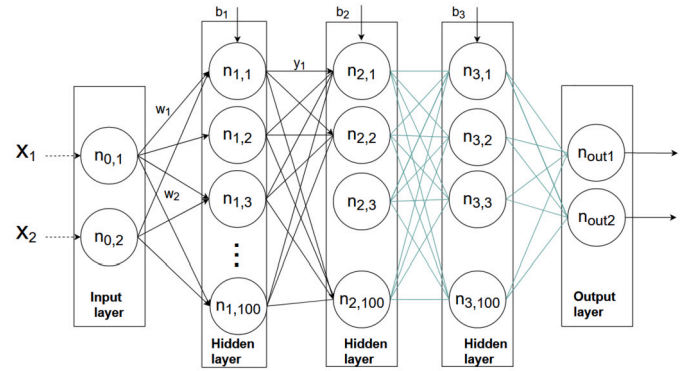 b1
b2
b3
n1,1
y1
n2,1
n3,1
w1
X1
n0,1
n1,2
n2,2
n3,2
nout1
w2
n1,3
n2,3
n3,3
nout2
X2
n0,2
n1,100
n2,100
n3,100
Input
layer
Hidden
layer
Hidden
layer
Hidden
layer
Output
layer